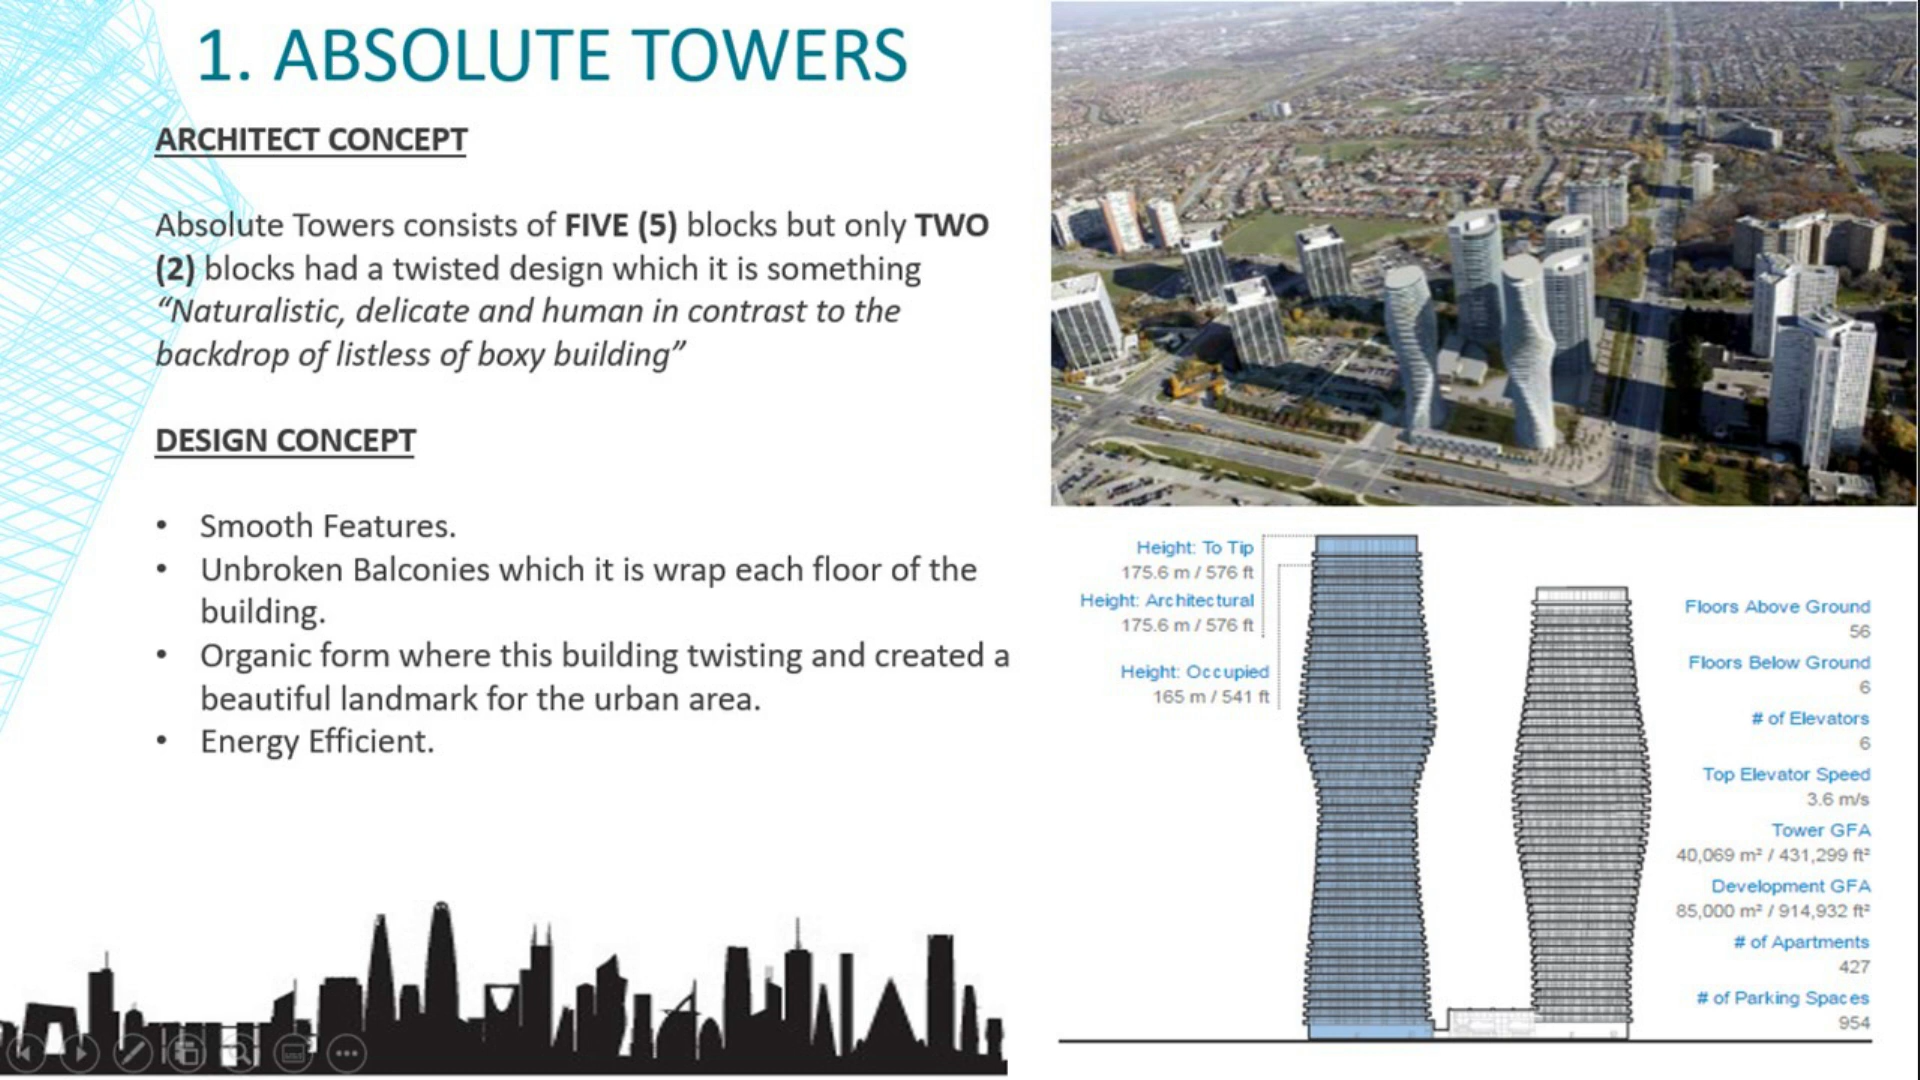 1. ABSOLUTE TOWERS
ARCHITECT CONCEPT
Absolute Towers consists of FIVE (5) blocks but only TWO
(2) blocks had a twisted design which it is something
“Naturalistic, delicate and human in contrast to the
backdrop of listless of boxy building”
DESIGN CONCEPT
• Smooth Features.
• Unbroken Balconies which it is wrap each floor of the
building.
• Organic form where this building twisting and created a
beautiful landmark for the urban area.
• Energy Efficient.
Height: To Tip
175.6 m / 576 ft
Height: Architectural
175.6 m / 576 ft
Height: Occupied
165 m / 541 ft
Floors Above Ground
56
Floors Below Ground
6
# of Elevators
6
Top Elevator Speed
3.6 m/s
Tower GFA
40,069 m² / 431,299 ft²
Development GFA
85,000 m² / 914,932 ft²
# of Apartments
427
# of Parking Spaces
954